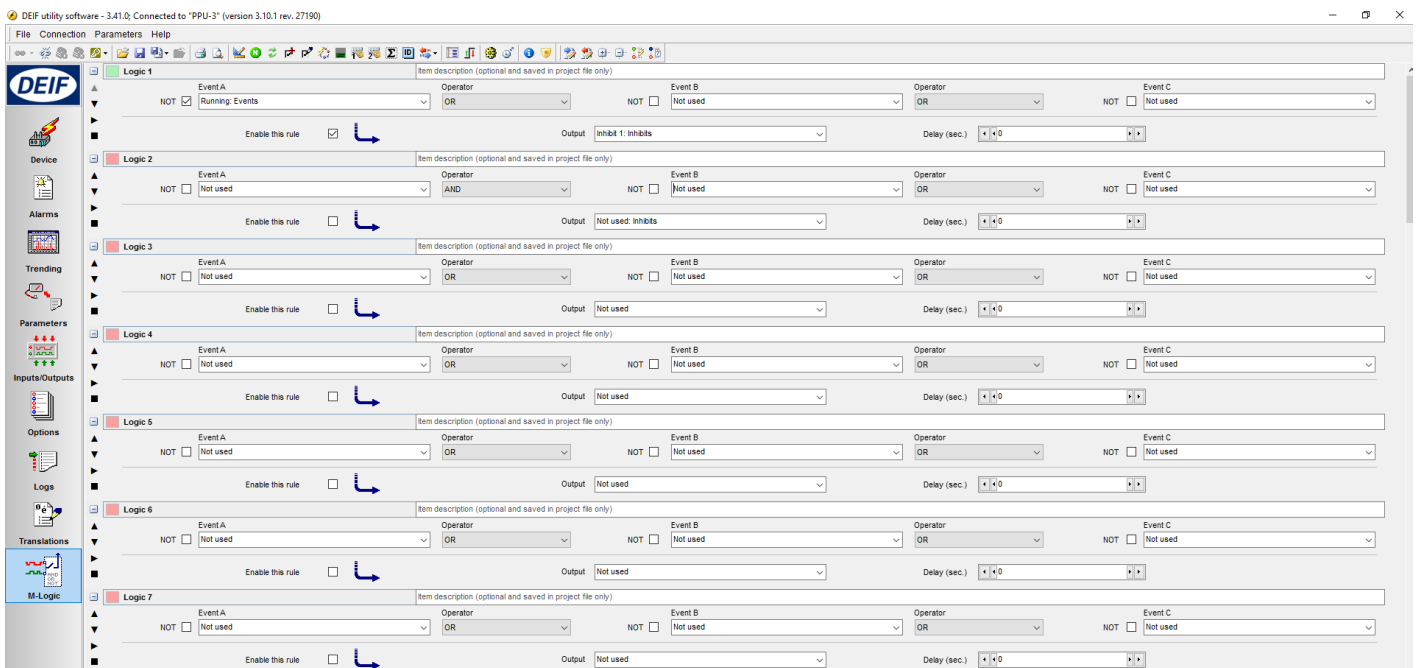 DEIF utility software - 3.41.0; Connected to "PPU-3" (version 3.10.1 rev. 27190)
File Connection Parameters Help
DEIF
Device
Alarms
Trending
Parameters
Inputs/Outputs
Options
Logs
Translations
M-Logic
Logic 1 Item description (optional and saved in project file only)
Event A Operator Event B Operator Event C
NOT Running: Events OR NOT Not used OR NOT Not used
Enable this rule Output Inhibit 1: Inhibits Delay (sec.) 0
Logic 2 Item description (optional and saved in project file only)
Event A Operator Event B Operator Event C
NOT Not used AND NOT Not used OR NOT Not used
Enable this rule Output Not used: Inhibits Delay (sec.) 0
Logic 3 Item description (optional and saved in project file only)
Event A Operator Event B Operator Event C
NOT Not used OR NOT Not used OR NOT Not used
Enable this rule Output Not used Delay (sec.) 0
Logic 4 Item description (optional and saved in project file only)
Event A Operator Event B Operator Event C
NOT Not used OR NOT Not used OR NOT Not used
Enable this rule Output Not used Delay (sec.) 0
Logic 5 Item description (optional and saved in project file only)
Event A Operator Event B Operator Event C
NOT Not used OR NOT Not used OR NOT Not used
Enable this rule Output Not used Delay (sec.) 0
Logic 6 Item description (optional and saved in project file only)
Event A Operator Event B Operator Event C
NOT Not used OR NOT Not used OR NOT Not used
Enable this rule Output Not used Delay (sec.) 0
Logic 7 Item description (optional and saved in project file only)
Event A Operator Event B Operator Event C
NOT Not used OR NOT Not used OR NOT Not used
Enable this rule Output Not used Delay (sec.) 0